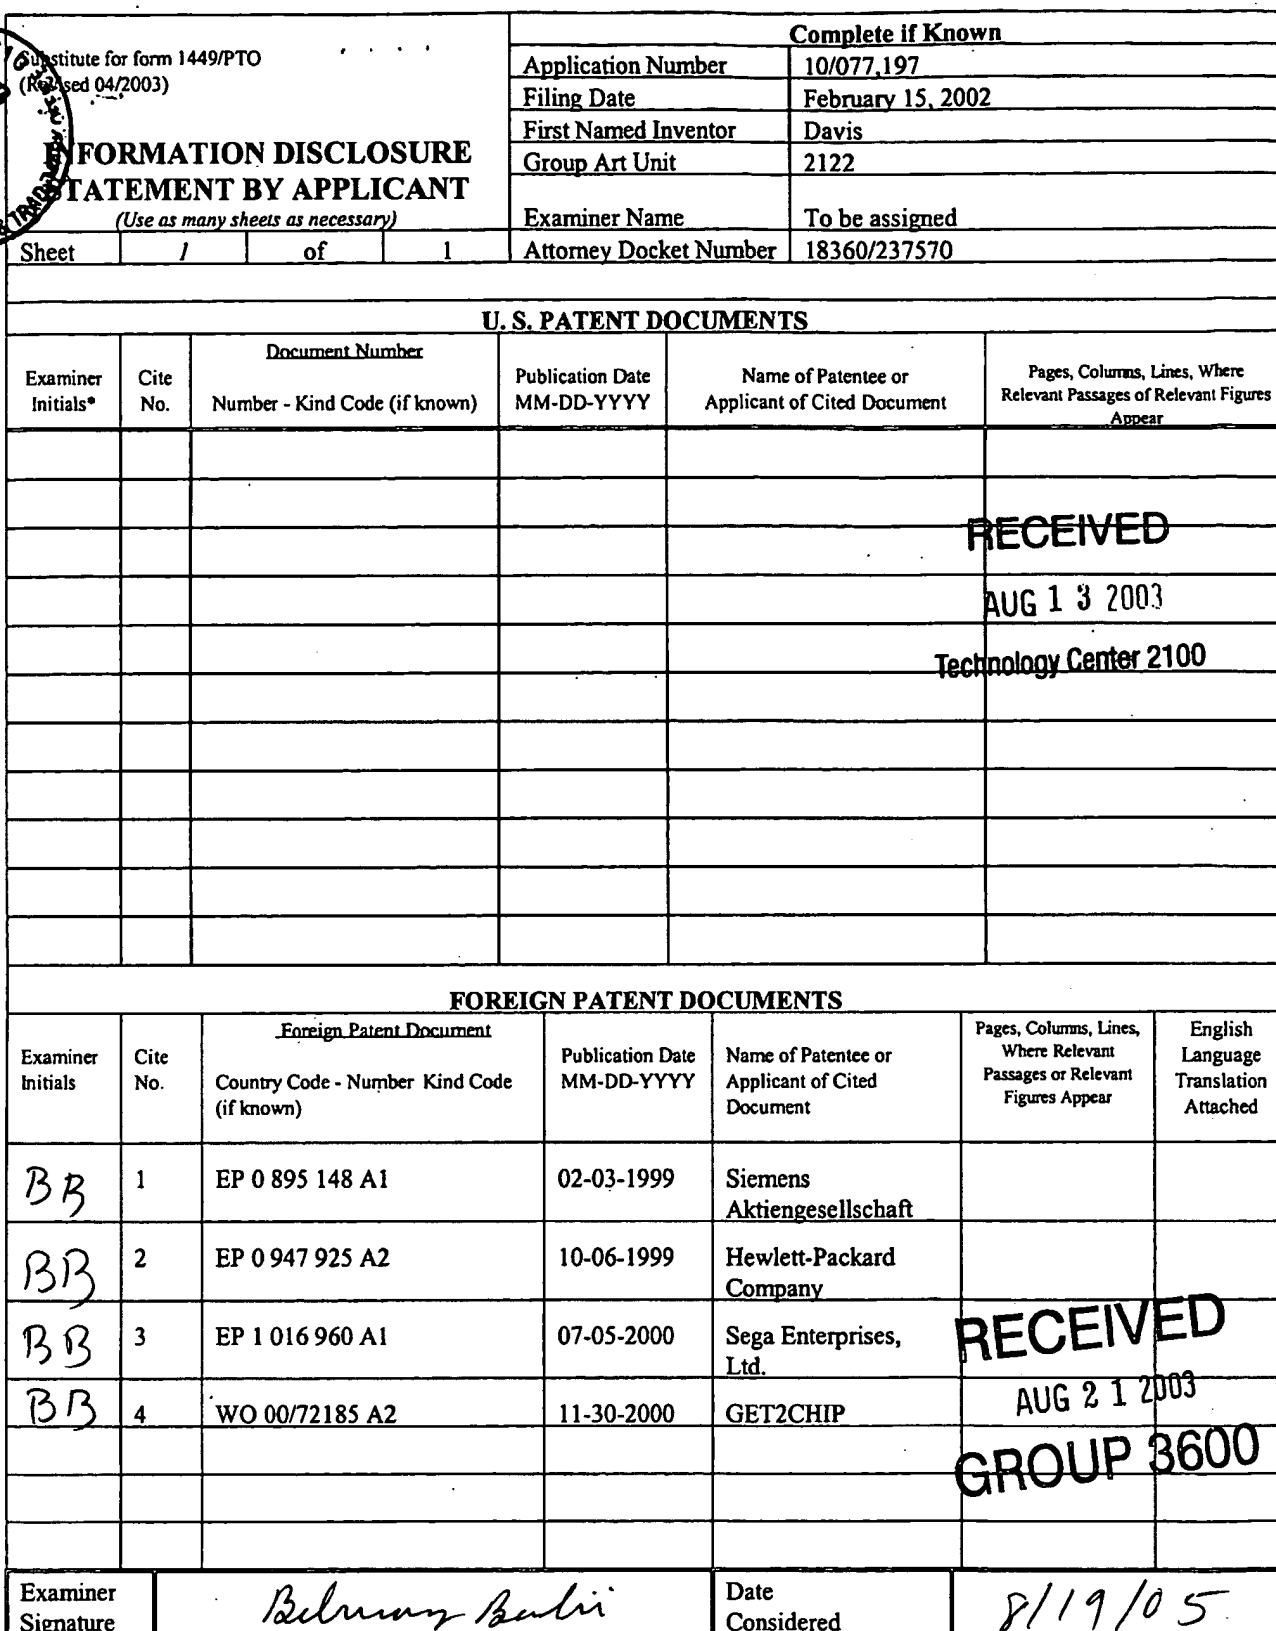 Substitute for form 1449/PTO
(Revised 04/2003)
INFORMATION DISCLOSURE
STATEMENT BY APPLICANT
(Use as many sheets as necessary)
Sheet 1 of 1
Complete if Known
Application Number 10/077,197
Filing Date February 15, 2002
First Named Inventor Davis
Group Art Unit 2122
Examiner Name To be assigned
Attorney Docket Number 18360/237570
U. S. PATENT DOCUMENTS
Examiner Initials*
Cite No.
Document Number
Number - Kind Code (if known)
Publication Date
MM-DD-YYYY
Name of Patentee or
Applicant of Cited Document
Pages, Columns, Lines, Where
Relevant Passages of Relevant Figures
Appear
RECEIVED
AUG 13 2003
Technology Center 2100
FOREIGN PATENT DOCUMENTS
Examiner
Initials
Cite
No.
Foreign Patent Document
Country Code - Number Kind Code
(if known)
Publication Date
MM-DD-YYYY
Name of Patentee or
Applicant of Cited
Document
Pages, Columns, Lines,
Where Relevant
Passages or Relevant
Figures Appear
English
Language
Translation
Attached
BB 1 EP 0 895 148 A1 02-03-1999 Siemens
Aktiengesellschaft
BB 2 EP 0 947 925 A2 10-06-1999 Hewlett-Packard
Company
BB 3 EP 1 016 960 A1 07-05-2000 Sega Enterprises,
Ltd.
BB 4 WO 00/72185 A2 11-30-2000 GET2CHIP
RECEIVED
AUG 21 2003
GROUP 3600
Examiner
Signature
Date
Considered
8/19/05